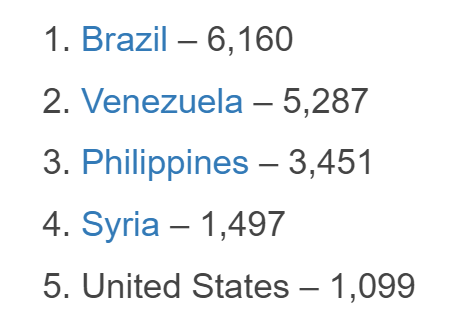 1. Brazil – 6,160
2. Venezuela – 5,287
3. Philippines – 3,451
4. Syria – 1,497
5. United States – 1,099